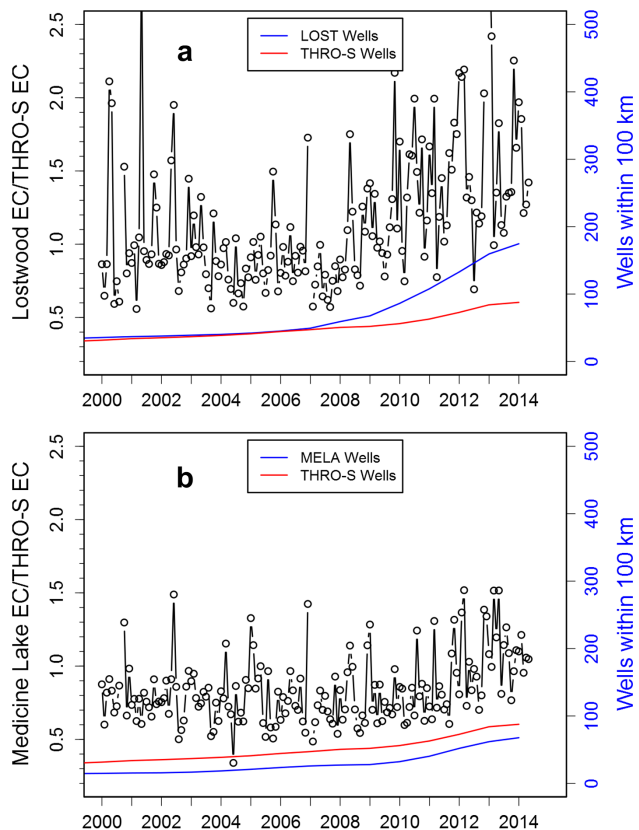 a
LOST Wells
THRO-S Wells
Lostwood EC/THRO-S EC
2.5
2.0
1.5
1.0
0.5
500
400
300
200
100
0
Wells within 100 km
2000 2002 2004 2006 2008 2010 2012 2014
b
MELA Wells
THRO-S Wells
Medicine Lake EC/THRO-S EC
2.5
2.0
1.5
1.0
0.5
500
400
300
200
100
0
Wells within 100 km
2000 2002 2004 2006 2008 2010 2012 2014